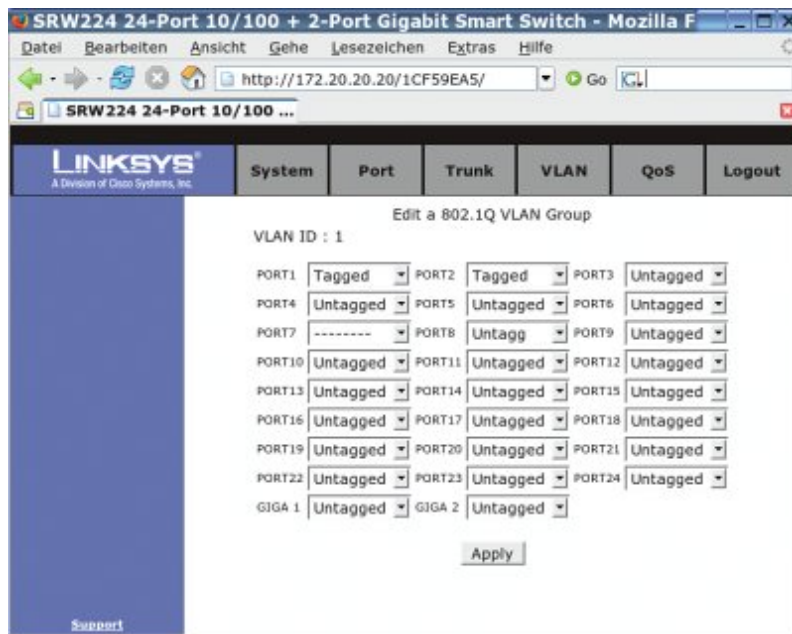 SRW224 24-Port 10/100 + 2-Port Gigabit Smart Switch - Mozilla F
Datei Bearbeiten Ansicht Gehe Lesezeichen Extras Hilfe
http://172.20.20.20/1CF59EA5/ Go
SRW224 24-Port 10/100 ...
LINKSYS®
A Division of Cisco Systems, Inc.
System Port Trunk VLAN QoS Logout
Edit a 802.1Q VLAN Group
VLAN ID : 1
PORT1 Tagged PORT2 Tagged PORT3 Untagged
PORT4 Untagged PORT5 Untagged PORT6 Untagged
PORT7 -------- PORT8 Untagg PORT9 Untagged
PORT10 Untagged PORT11 Untagged PORT12 Untagged
PORT13 Untagged PORT14 Untagged PORT15 Untagged
PORT16 Untagged PORT17 Untagged PORT18 Untagged
PORT19 Untagged PORT20 Untagged PORT21 Untagged
PORT22 Untagged PORT23 Untagged PORT24 Untagged
GIGA 1 Untagged GIGA 2 Untagged
Apply
Support